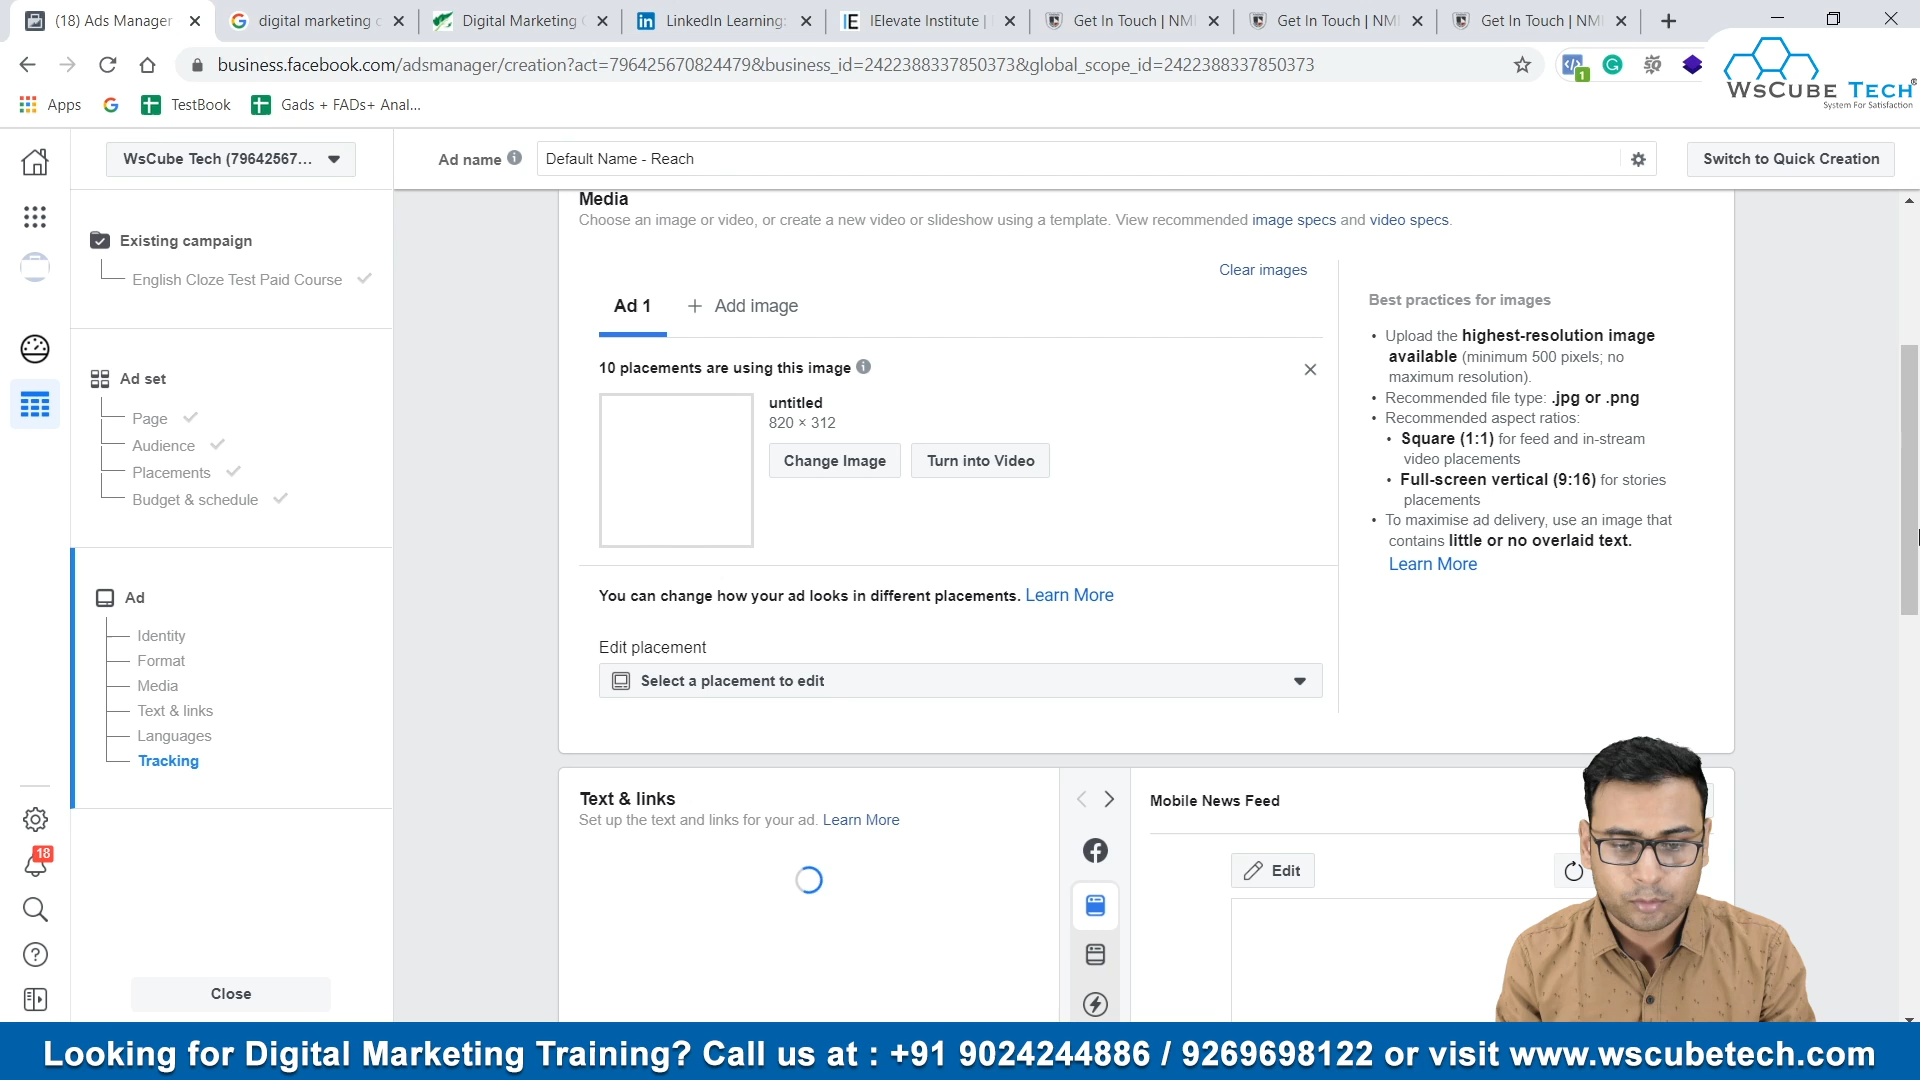 (18) Ads Manager
digital marketing c
Digital Marketing
LinkedIn Learning:
IElevate Institute |
Get In Touch | NMI
Get In Touch | NMI
Get In Touch | NMI
business.facebook.com/adsmanager/creation?act=796425670824479&business_id=2422388337850373&global_scope_id=2422388337850373
1
WsCube Tech®
System For Satisfaction
Apps
TestBook
Gads + FADs+ Anal...
WsCube Tech (79642567...
Ad name
Default Name - Reach
Switch to Quick Creation
Existing campaign
English Cloze Test Paid Course
Ad set
Page
Audience
Placements
Budget & schedule
Ad
Identity
Format
Media
Text & links
Languages
Tracking
18
Close
Media
Choose an image or video, or create a new video or slideshow using a template. View recommended image specs and video specs.
Clear images
Ad 1
+ Add image
10 placements are using this image
untitled
820 × 312
Change Image
Turn into Video
You can change how your ad looks in different placements. Learn More
Edit placement
Select a placement to edit
Best practices for images
• Upload the highest-resolution image
available (minimum 500 pixels; no
maximum resolution).
• Recommended file type: .jpg or .png
• Recommended aspect ratios:
• Square (1:1) for feed and in-stream
video placements
• Full-screen vertical (9:16) for stories
placements
• To maximise ad delivery, use an image that
contains little or no overlaid text.
Learn More
Text & links
Set up the text and links for your ad. Learn More
Mobile News Feed
Edit
Looking for Digital Marketing Training? Call us at : +91 9024244886 / 9269698122 or visit www.wscubetech.com